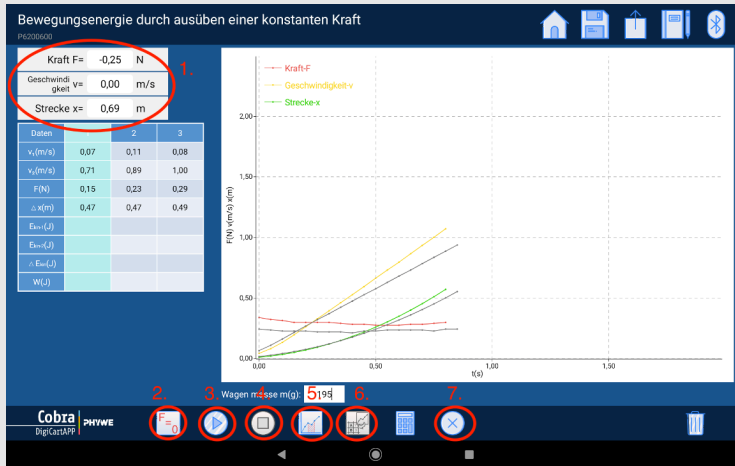 Bewegungsenergie durch ausüben einer konstanten Kraft
P6200600
Kraft F= -0,25 N
1.
Geschwindi
gkeit v= 0,00 m/s
Strecke x= 0,69 m
Daten 2 3
v₁(m/s) 0,07 0,11 0,08
v₂(m/s) 0,71 0,89 1,00
F(N) 0,15 0,23 0,29
△x(m) 0,47 0,47 0,49
Ekin1(J)
Ekin2(J)
△Ekin(J)
W(J)
Kraft-F
Geschwindigkeit-v
Strecke-x
2,00
1,50
1,00
0,50
0,00
F(N) v(m/s) x(m)
0,00 0,50 1,00 1,50
t(s)
Wagen masse m(g): 195
2. 3. 4. 5. 6. 7.
F=0
Cobra PHYWE
DigiCartAPP